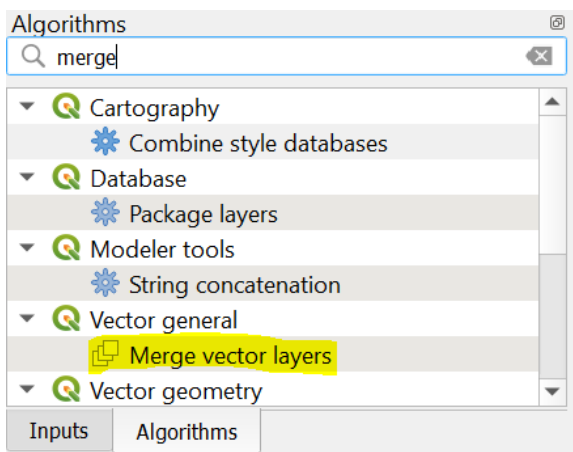 Algorithms
merge
Cartography
Combine style databases
Database
Package layers
Modeler tools
String concatenation
Vector general
Merge vector layers
Vector geometry
Inputs Algorithms